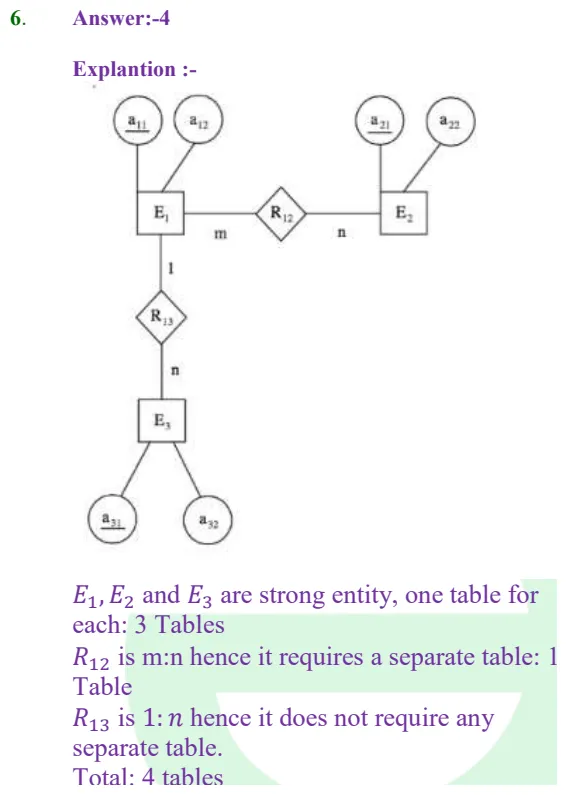 6. Answer:-4
Explantion :-
a₁₁ a₁₂ a₂₁ a₂₂
E₁ R₁₂ E₂
m n
1
R₁₃
n
E₃
a₃₁ a₃₂
E₁, E₂ and E₃ are strong entity, one table for
each: 3 Tables
R₁₂ is m:n hence it requires a separate table: 1
Table
R₁₃ is 1: n hence it does not require any
separate table.
Total: 4 tables